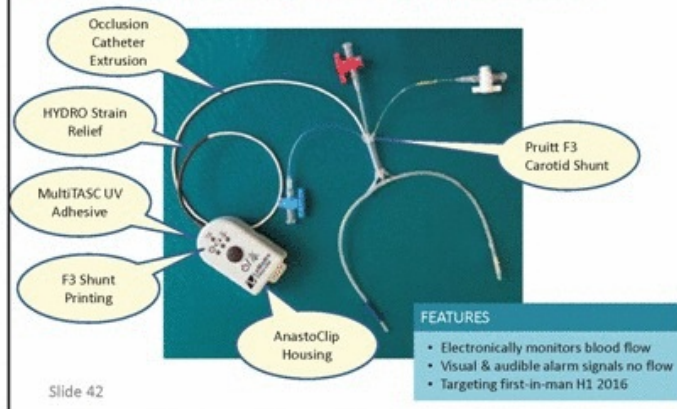 Occlusion
Catheter
Extrusion
HYDRO Strain
Relief
MultiTASC UV
Adhesive
F3 Shunt
Printing
AnastoClip
Housing
Pruitt F3
Carotid Shunt
FEATURES
• Electronically monitors blood flow
• Visual & audible alarm signals no flow
• Targeting first-in-man H1 2016
Slide 42